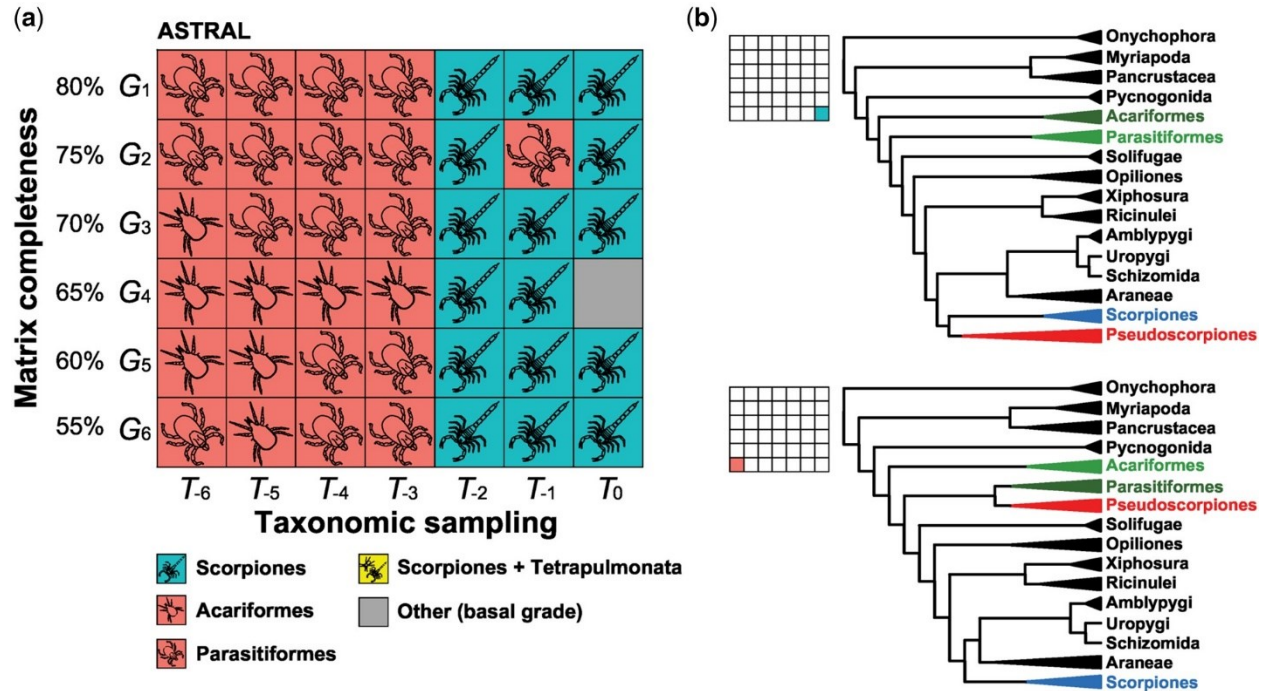 (a)
ASTRAL
Matrix completeness
80% G1
75% G2
70% G3
65% G4
60% G5
55% G6
T-6 T-5 T-4 T-3 T-2 T-1 T0
Taxonomic sampling
Scorpiones
Acariformes
Parasitiformes
Scorpiones + Tetrapulmonata
Other (basal grade)
(b)
Onychophora
Myriapoda
Pancrustacea
Pycnogonida
Acariformes
Parasitiformes
Solifugae
Opiliones
Xiphosura
Ricinulei
Amblypygi
Uropygi
Schizomida
Araneae
Scorpiones
Pseudoscorpiones
Onychophora
Myriapoda
Pancrustacea
Pycnogonida
Acariformes
Parasitiformes
Pseudoscorpiones
Solifugae
Opiliones
Xiphosura
Ricinulei
Amblypygi
Uropygi
Schizomida
Araneae
Scorpiones